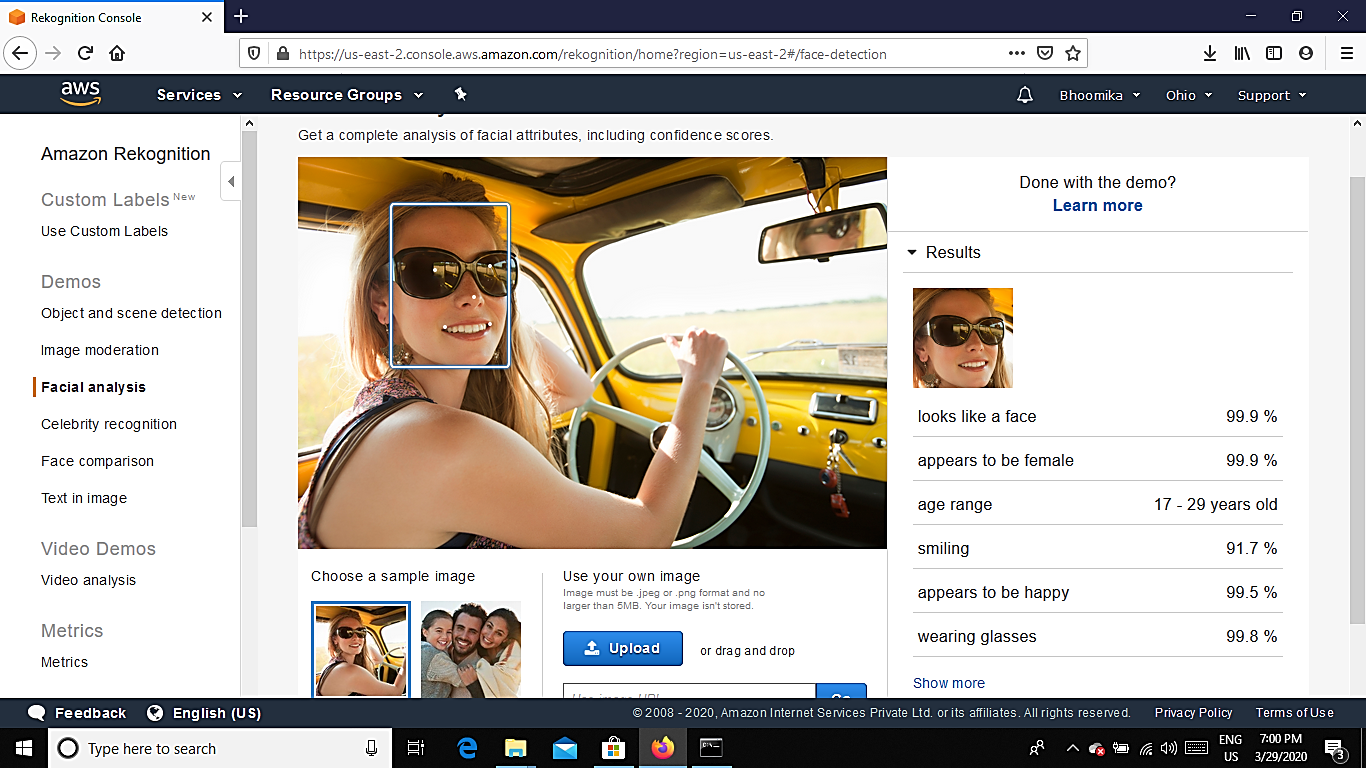 Rekognition Console
https://us-east-2.console.aws.amazon.com/rekognition/home?region=us-east-2#/face-detection
aws
Services
Resource Groups
Bhoomika
Ohio
Support
Amazon Rekognition
Custom Labels New
Use Custom Labels
Demos
Object and scene detection
Image moderation
Facial analysis
Celebrity recognition
Face comparison
Text in image
Video Demos
Video analysis
Metrics
Metrics
Get a complete analysis of facial attributes, including confidence scores.
Choose a sample image
Use your own image
Image must be .jpeg or .png format and no
larger than 5MB. Your image isn't stored.
Upload
or drag and drop
Done with the demo?
Learn more
Results
looks like a face 99.9 %
appears to be female 99.9 %
age range 17 - 29 years old
smiling 91.7 %
appears to be happy 99.5 %
wearing glasses 99.8 %
Show more
Feedback
English (US)
© 2008 - 2020, Amazon Internet Services Private Ltd. or its affiliates. All rights reserved.
Privacy Policy
Terms of Use
Type here to search
ENG
US
7:00 PM
3/29/2020
3